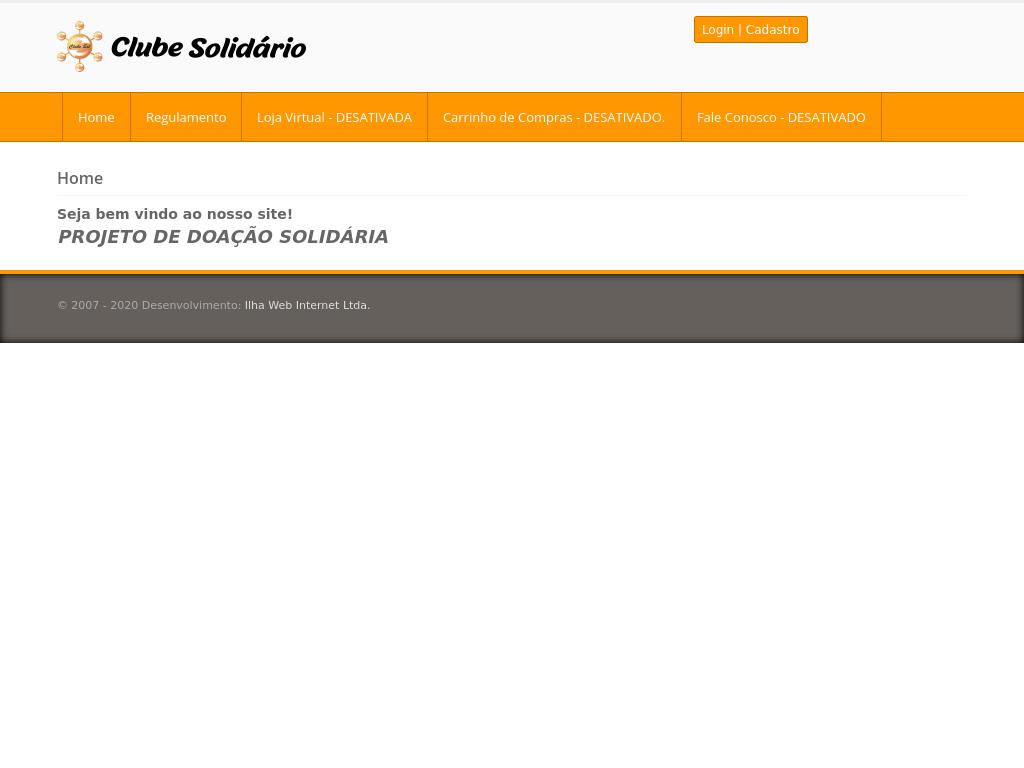 Clube Solidário
Login | Cadastro
Home
Regulamento
Loja Virtual - DESATIVADA
Carrinho de Compras - DESATIVADO.
Fale Conosco - DESATIVADO
Home
Seja bem vindo ao nosso site!
PROJETO DE DOAÇÃO SOLIDÁRIA
© 2007 - 2020 Desenvolvimento: Ilha Web Internet Ltda.